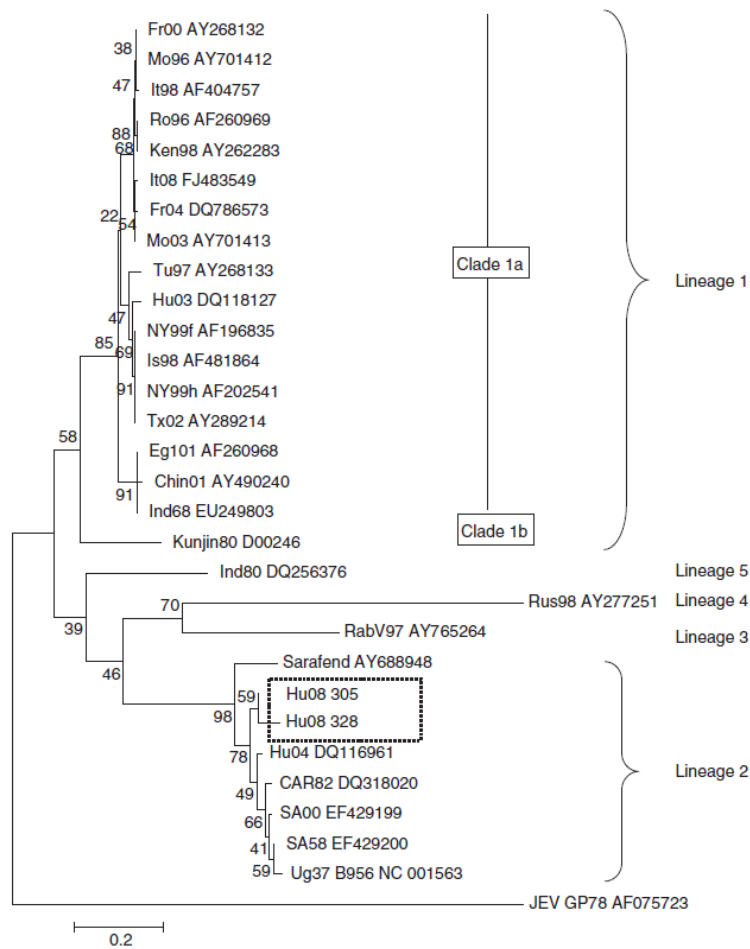 Fr00 AY268132
38
Mo96 AY701412
47
It98 AF404757
Ro96 AF260969
88
68
Ken98 AY262283
It08 FJ483549
22
54
Fr04 DQ786573
Mo03 AY701413
Clade 1a
Tu97 AY268133
Lineage 1
Hu03 DQ118127
47
NY99f AF196835
85
69
Is98 AF481864
91
NY99h AF202541
Tx02 AY289214
58
Eg101 AF260968
Chin01 AY490240
91
Ind68 EU249803
Clade 1b
Kunjin80 D00246
Ind80 DQ256376
Lineage 5
70
Rus98 AY277251
Lineage 4
39
RabV97 AY765264
Lineage 3
46
Sarafend AY688948
59
Hu08 305
98
Hu08 328
78
Hu04 DQ116961
Lineage 2
49
CAR82 DQ318020
66
SA00 EF429199
41
SA58 EF429200
59
Ug37 B956 NC 001563
JEV GP78 AF075723
0.2